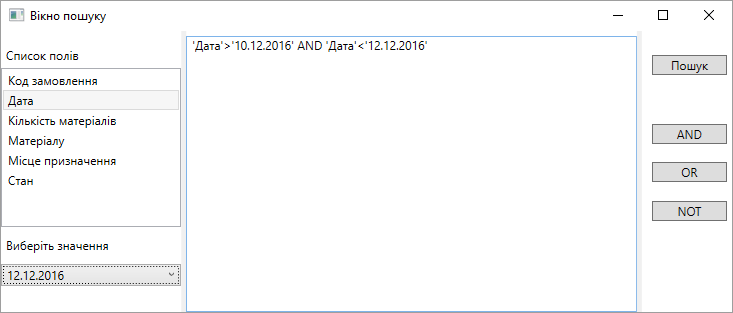 Вікно пошуку
Список полів
Код замовлення
Дата
Кількість матеріалів
Матеріалу
Місце призначення
Стан
Виберіть значення
12.12.2016
'Дата'>'10.12.2016' AND 'Дата'<'12.12.2016'
Пошук
AND
OR
NOT